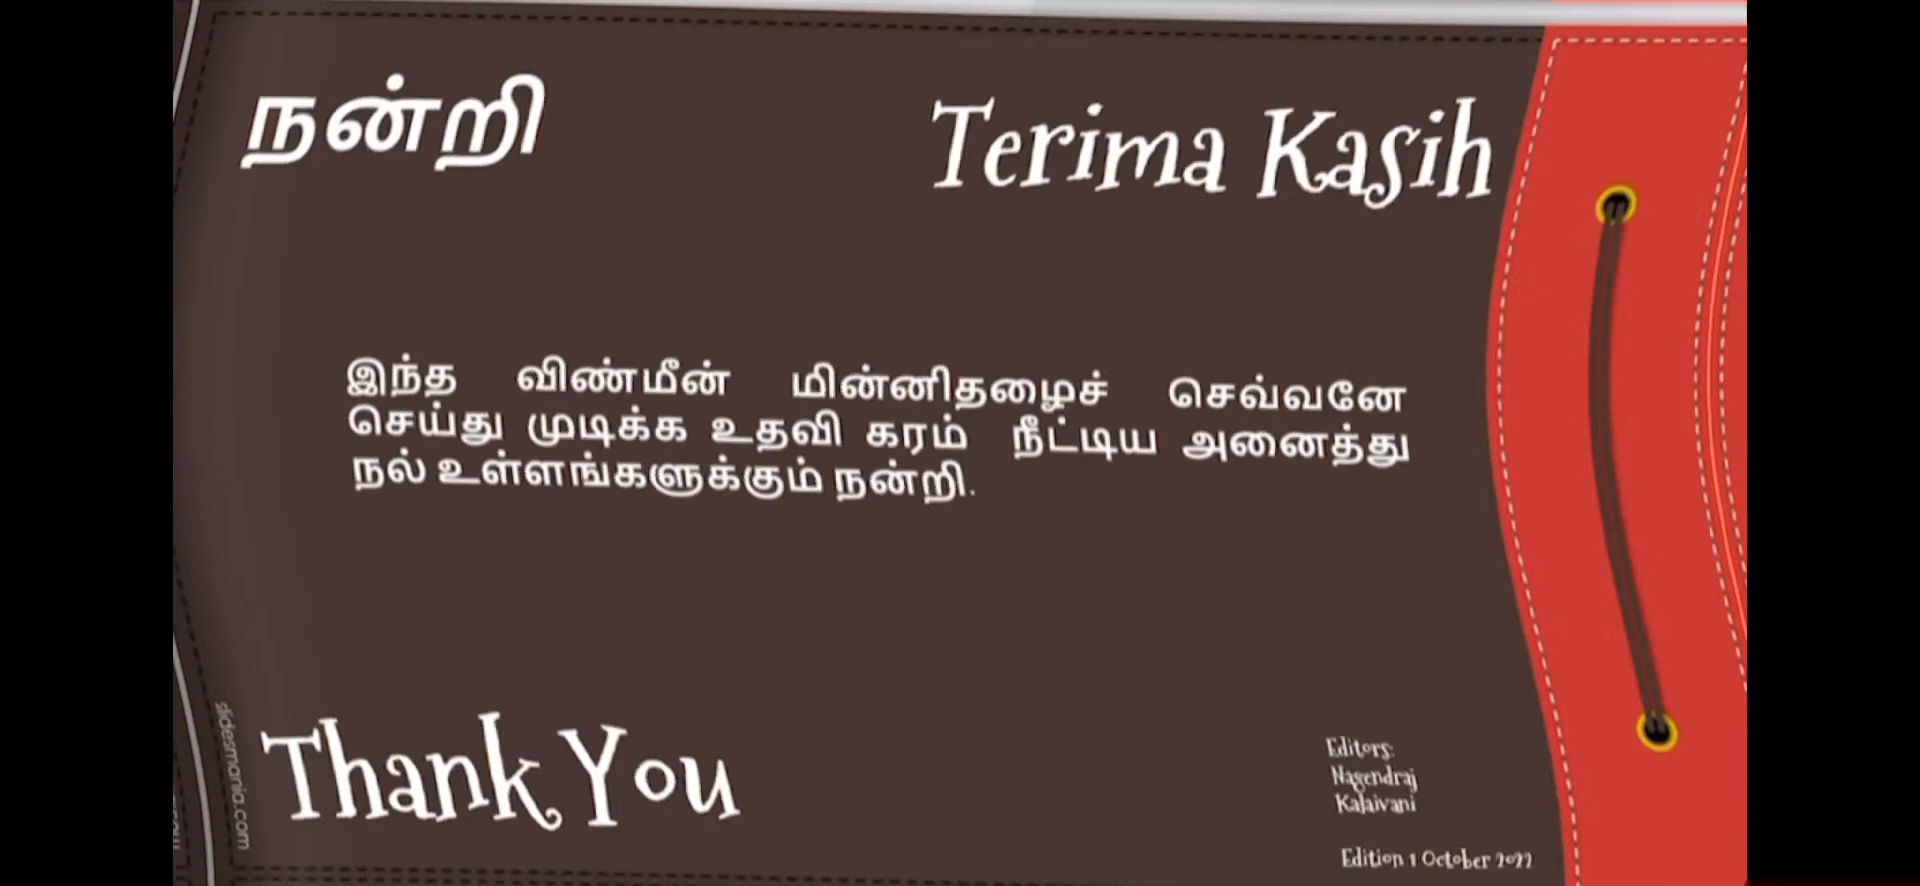 நன்றி
Terima Kasih
இந்த விண்மீன் மின்னிதழைச் செவ்வனே
செய்து முடிக்க உதவி கரம் நீட்டிய அனைத்து
நல் உள்ளங்களுக்கும் நன்றி.
Thank You
Editors:
Nagendraj
Kalaivani
Edition 1 October 2022
slidesmania.com